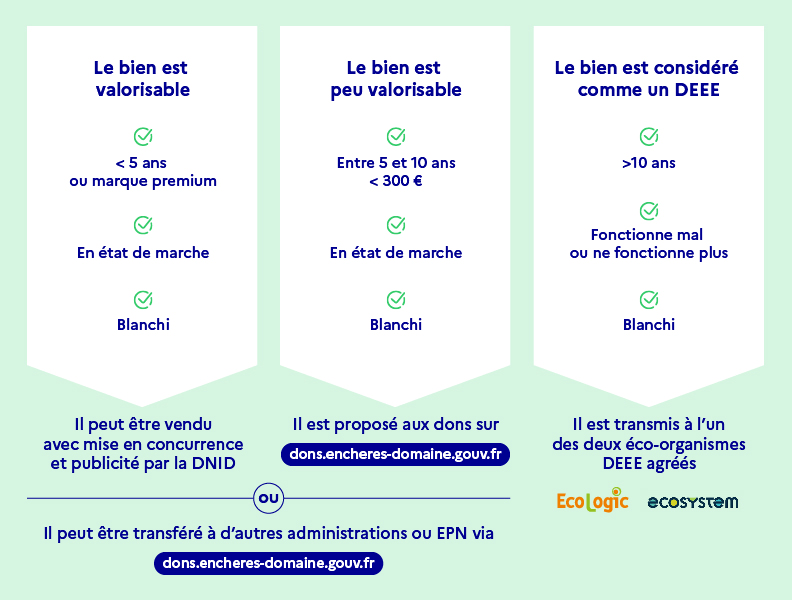 Le bien est
valorisable
< 5 ans
ou marque premium
En état de marche
Blanchi
Il peut être vendu
avec mise en concurrence
et publicité par la DNID
Le bien est
peu valorisable
Entre 5 et 10 ans
< 300 €
En état de marche
Blanchi
Il est proposé aux dons sur
dons.encheres-domaine.gouv.fr
ou
Il peut être transféré à d'autres administrations ou EPN via
dons.encheres-domaine.gouv.fr
Le bien est considéré
comme un DEEE
>10 ans
Fonctionne mal
ou ne fonctionne plus
Blanchi
Il est transmis à l'un
des deux éco-organismes
DEEE agréés
EcoLogic
ecosystem